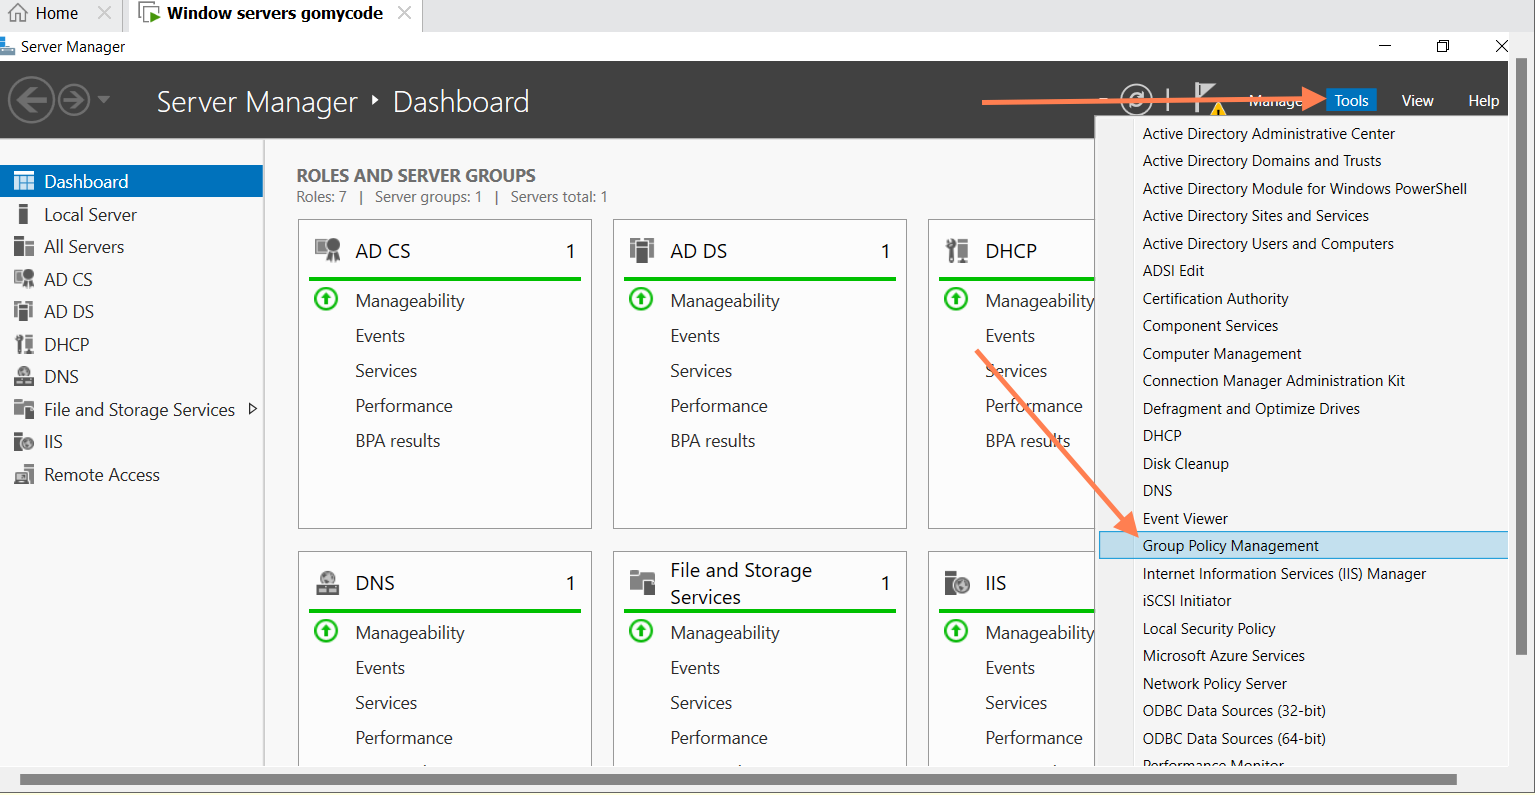 Home
Window servers gomycode
Server Manager
Server Manager Dashboard
Manage Tools View Help
Dashboard
Local Server
All Servers
AD CS
AD DS
DHCP
DNS
File and Storage Services
IIS
Remote Access
ROLES AND SERVER GROUPS
Roles: 7 | Server groups: 1 | Servers total: 1
AD CS 1
Manageability
Events
Services
Performance
BPA results
AD DS 1
Manageability
Events
Services
Performance
BPA results
DHCP
Manageability
Events
Services
Performance
BPA results
DNS 1
Manageability
Events
Services
Performance
File and Storage
Services 1
Manageability
Events
Services
Performance
IIS
Manageability
Events
Services
Performance
Active Directory Administrative Center
Active Directory Domains and Trusts
Active Directory Module for Windows PowerShell
Active Directory Sites and Services
Active Directory Users and Computers
ADSI Edit
Certification Authority
Component Services
Computer Management
Connection Manager Administration Kit
Defragment and Optimize Drives
DHCP
Disk Cleanup
DNS
Event Viewer
Group Policy Management
Internet Information Services (IIS) Manager
iSCSI Initiator
Local Security Policy
Microsoft Azure Services
Network Policy Server
ODBC Data Sources (32-bit)
ODBC Data Sources (64-bit)
Performance Monitor